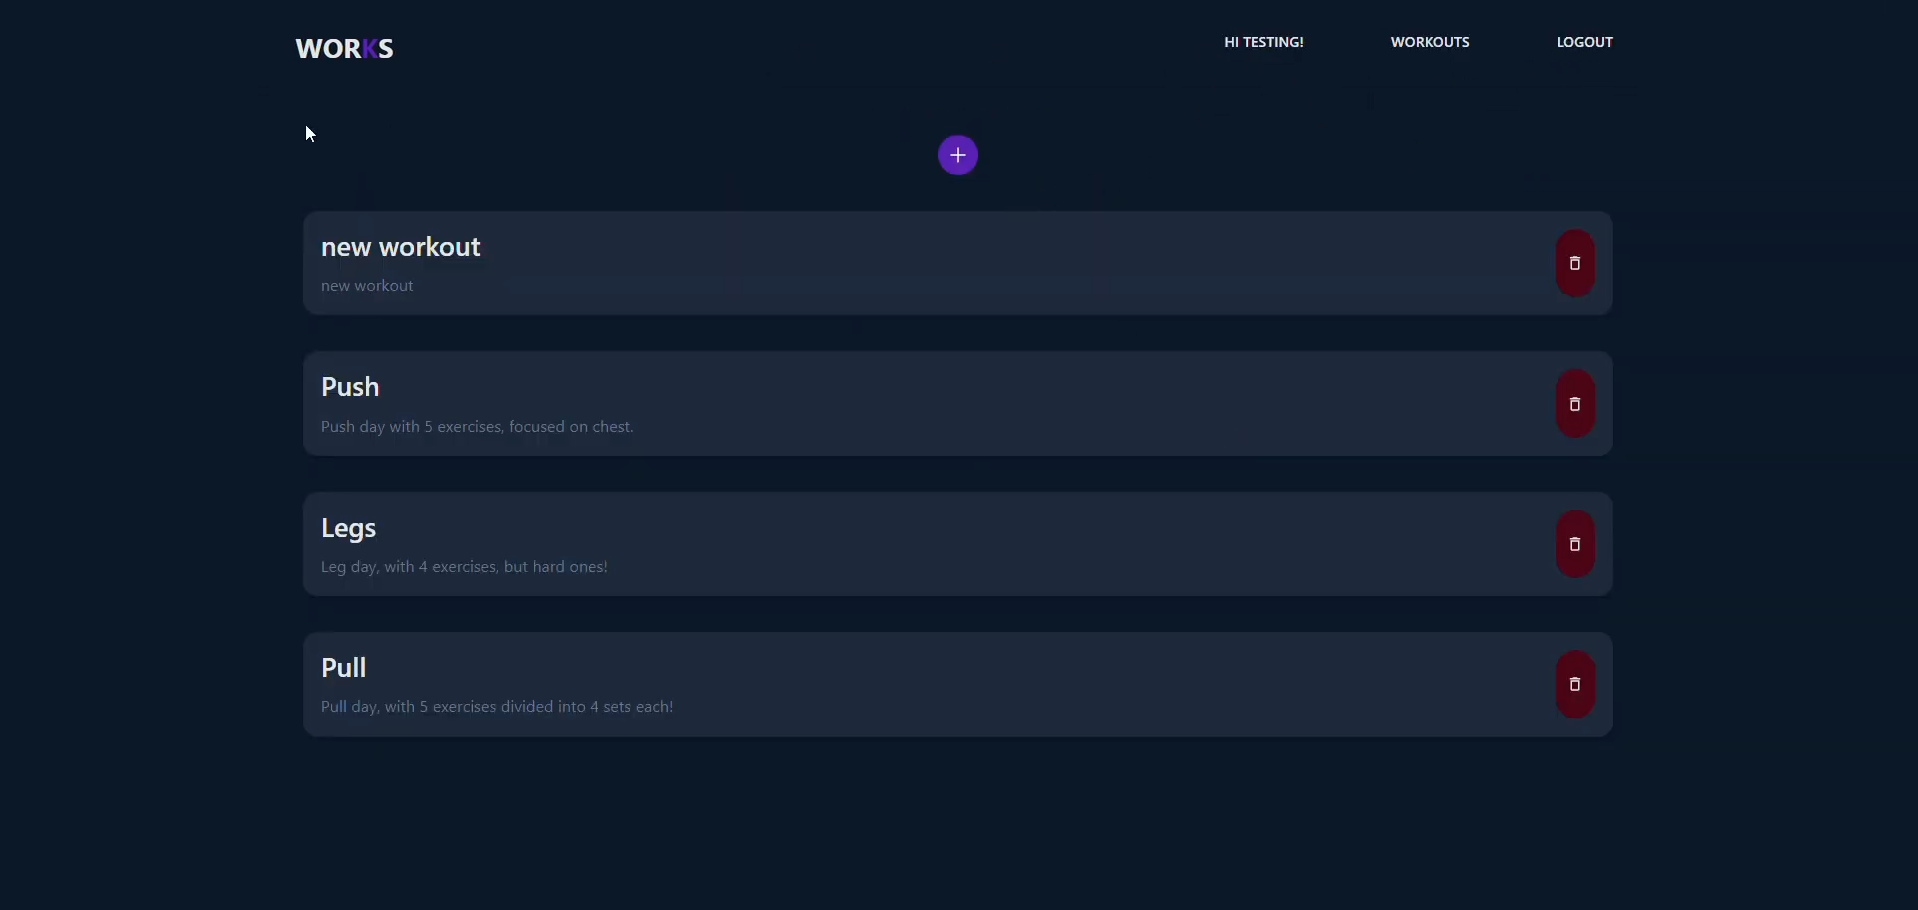 WORKS
HI TESTING!
WORKOUTS
LOGOUT
new workout
new workout
Push
Push day with 5 exercises, focused on chest.
Legs
Leg day, with 4 exercises, but hard ones!
Pull
Pull day, with 5 exercises divided into 4 sets each!